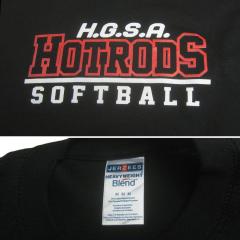 H.G.S.A.
HOTRODS
SOFTBALL
JERZEES
HEAVYWEIGHT
Blend
M M M